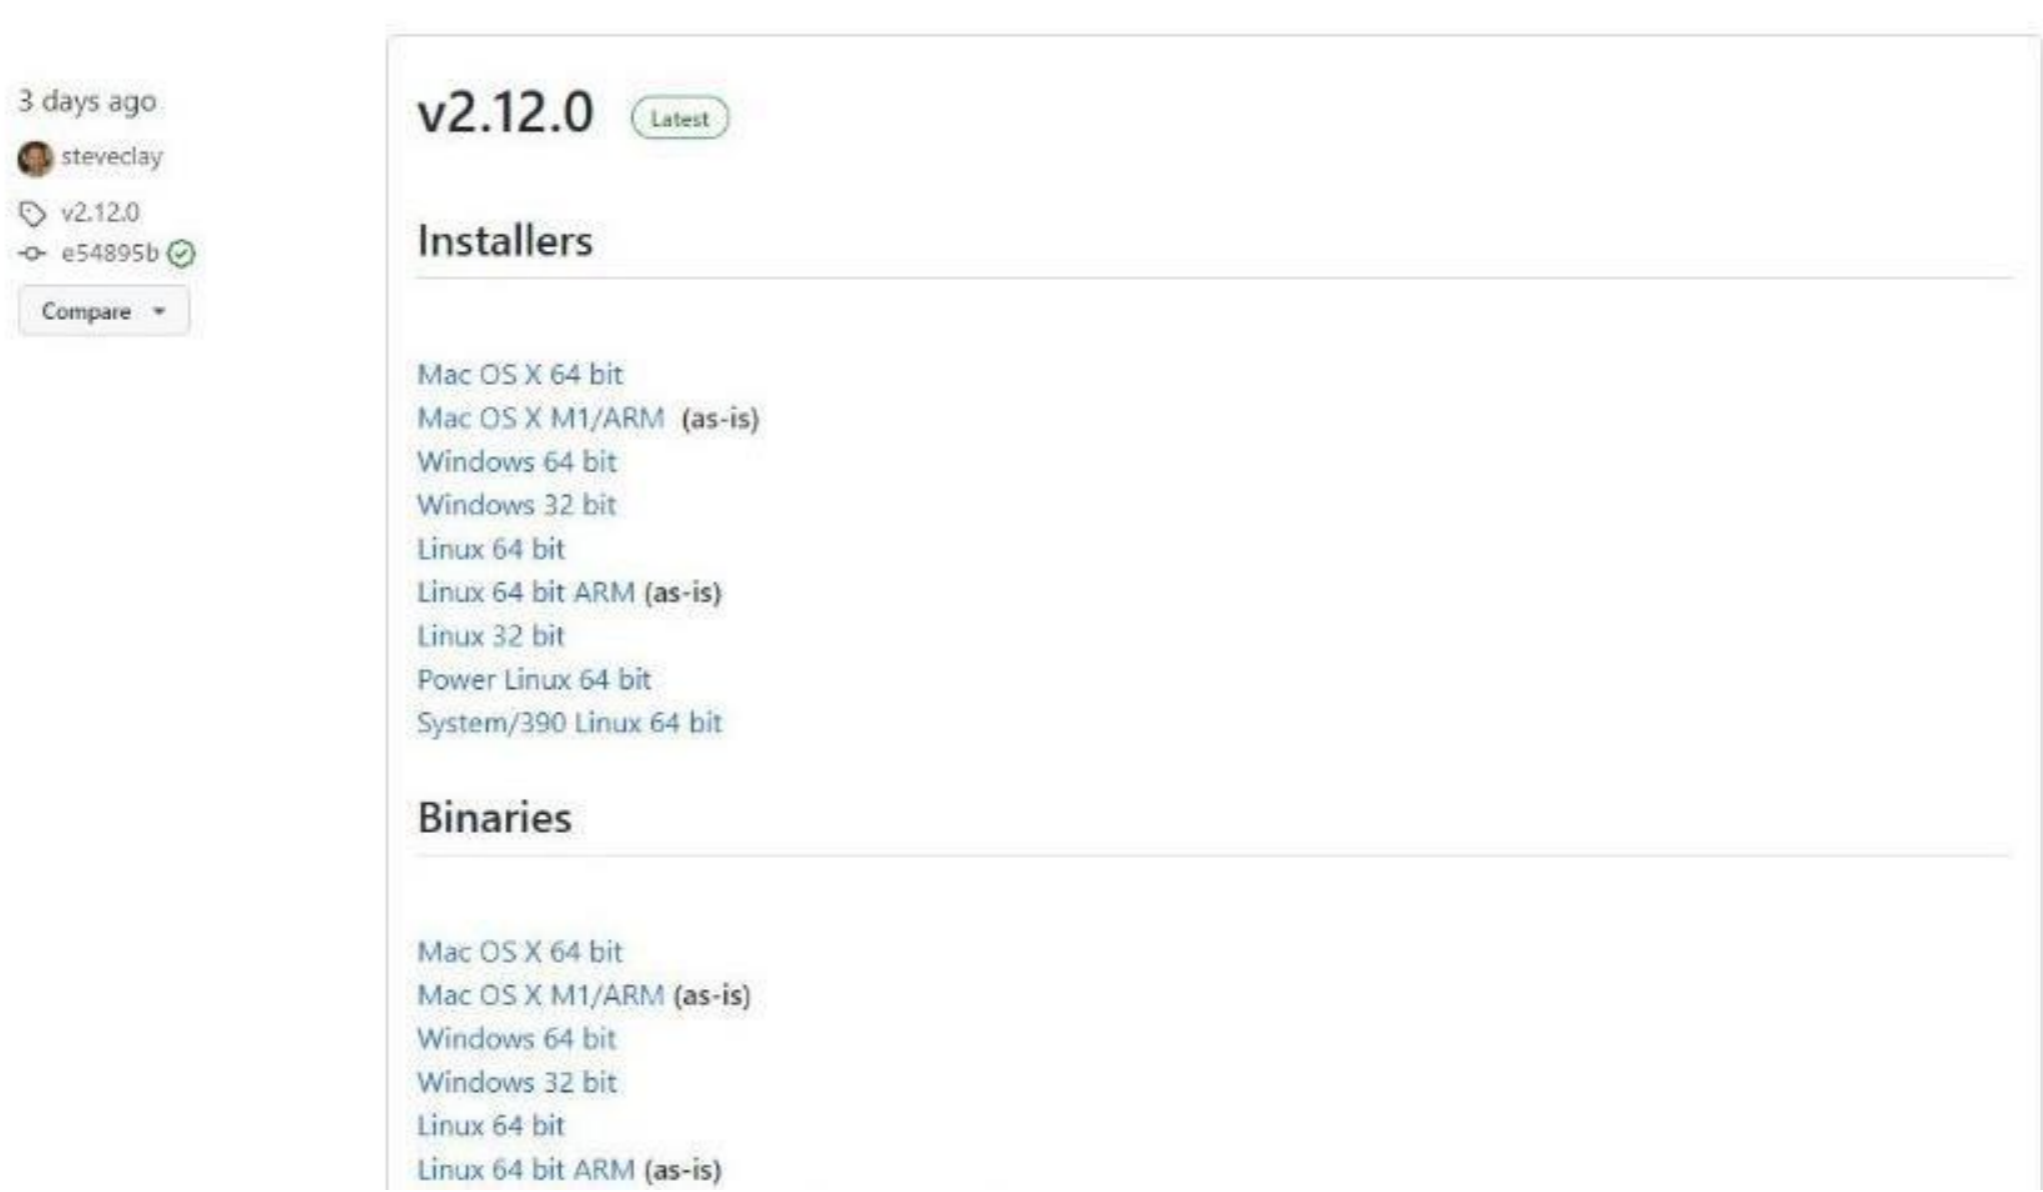 3 days ago
steveclay
v2.12.0
e54895b
Compare
v2.12.0 Latest
Installers
Mac OS X 64 bit
Mac OS X M1/ARM (as-is)
Windows 64 bit
Windows 32 bit
Linux 64 bit
Linux 64 bit ARM (as-is)
Linux 32 bit
Power Linux 64 bit
System/390 Linux 64 bit
Binaries
Mac OS X 64 bit
Mac OS X M1/ARM (as-is)
Windows 64 bit
Windows 32 bit
Linux 64 bit
Linux 64 bit ARM (as-is)